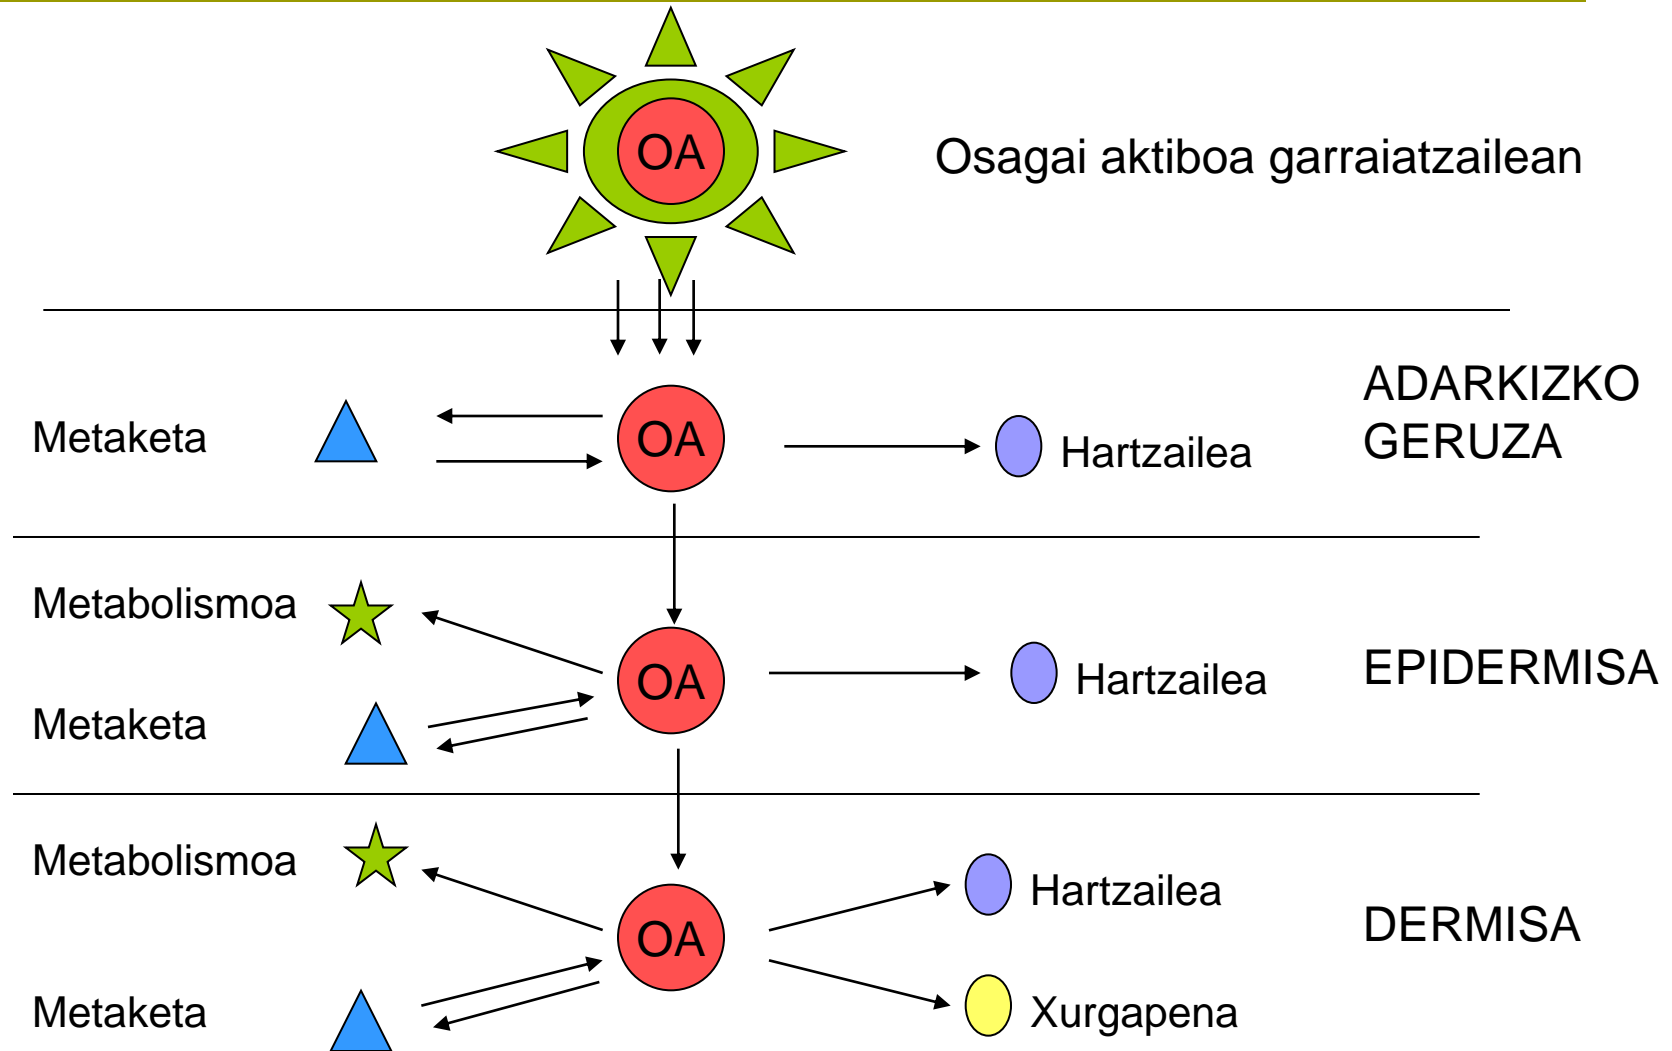 OA
Osagai aktiboa garraiatzailean
Metaketa
OA
Hartzailea
ADARKIZKO
GERUZA
Metabolismoa
OA
Hartzailea
EPIDERMISA
Metaketa
Metabolismoa
OA
Hartzailea
DERMISA
Metaketa
Xurgapena